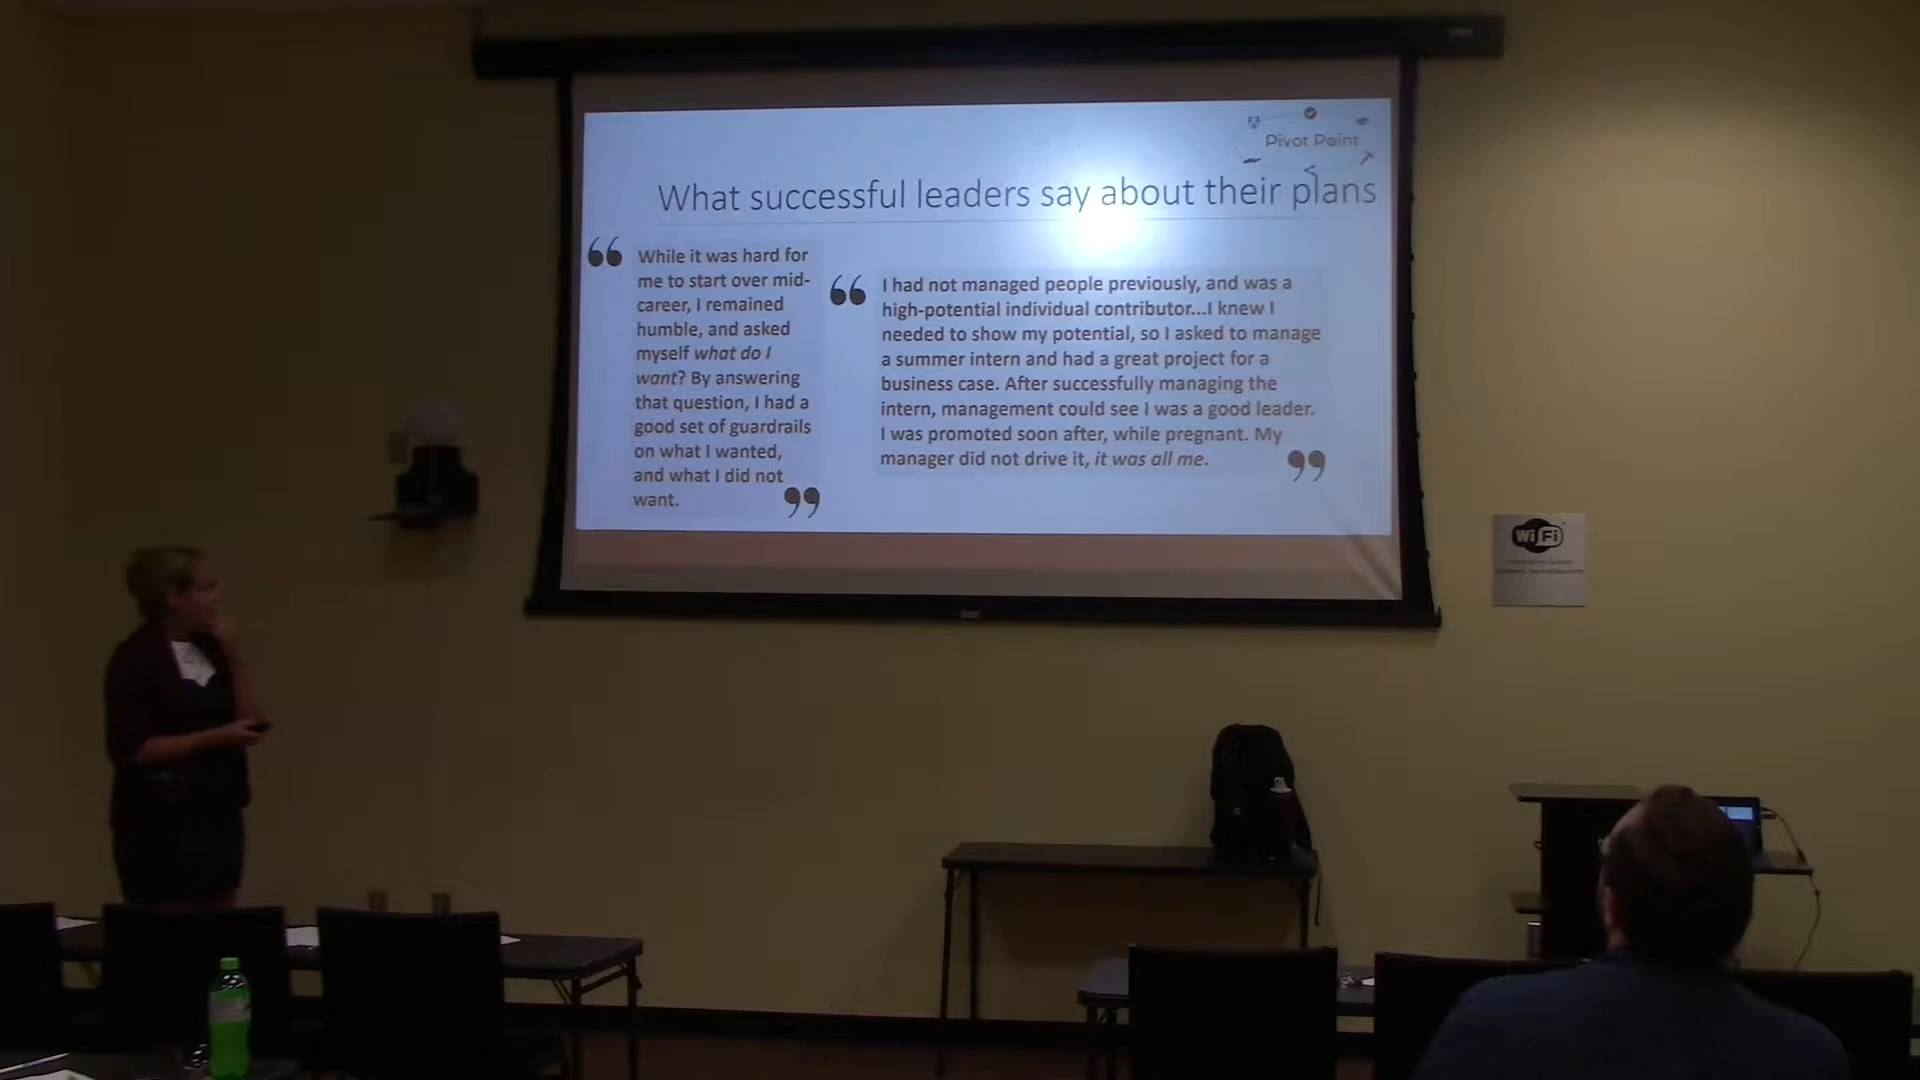 Pivot Point
What successful leaders say about their plans
“
While it was hard for
me to start over mid-
career, I remained
humble, and asked
myself what do I
want? By answering
that question, I had a
good set of guardrails
on what I wanted,
and what I did not
want.
”
“
I had not managed people previously, and was a
high-potential individual contributor...I knew I
needed to show my potential, so I asked to manage
a summer intern and had a great project for a
business case. After successfully managing the
intern, management could see I was a good leader.
I was promoted soon after, while pregnant. My
manager did not drive it, it was all me.
”
Wi Fi